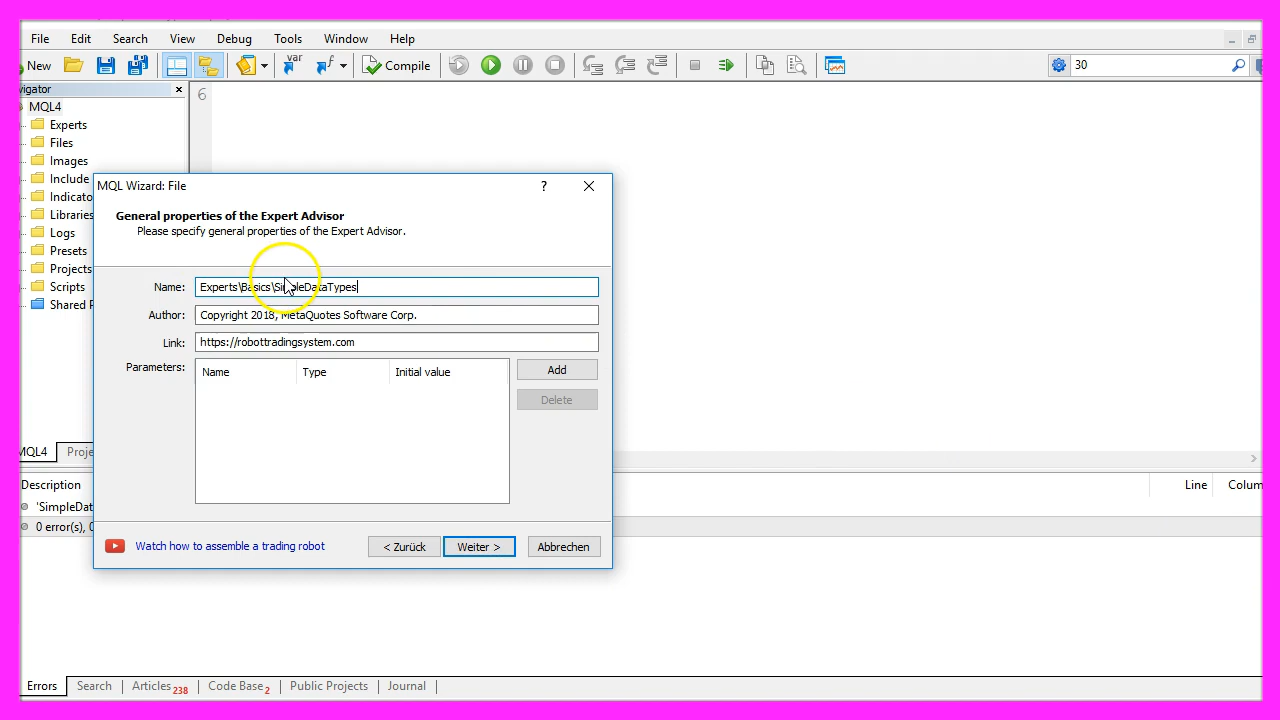 File Edit Search View Debug Tools Window Help
New var Compile 30
vigator
MQL4
Experts
Files
Images
Include
Indicato
Libraries
Logs
Presets
Projects
Scripts
Shared P
6
MQL Wizard: File ?
General properties of the Expert Advisor
Please specify general properties of the Expert Advisor.
Name: Experts\Basics\SimpleDataTypes
Author: Copyright 2018, MetaQuotes Software Corp.
Link: https://robottradingsystem.com
Parameters: Name Type Initial value Add
Delete
Watch how to assemble a trading robot < Zurück Weiter > Abbrechen
MQL4 Proje
Description Line Colum
'SimpleDat
0 error(s), 0
Errors Search Articles 238 Code Base 2 Public Projects Journal